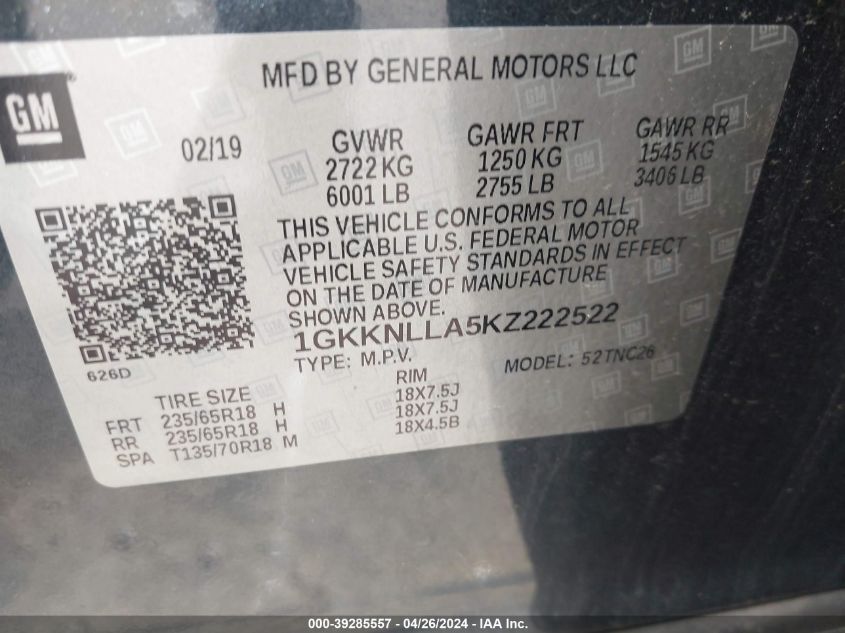 MFD BY GENERAL MOTORS LLC
GM
02/19
GVWR
2722 KG
6001 LB
GAWR FRT
1250 KG
2755 LB
GAWR RR
1545 KG
3406 LB
THIS VEHICLE CONFORMS TO ALL
APPLICABLE U.S. FEDERAL MOTOR
VEHICLE SAFETY STANDARDS IN EFFECT
ON THE DATE OF MANUFACTURE
SHOWN ABOVE.
1GKKNLLA5KZ222522
TYPE: M.P.V. MODEL: 52TNC26
626D
TIRE SIZE RIM
FRT 235/65R18 H 18X7.5J
RR 235/65R18 H 18X7.5J
SPA T135/70R18 M 18X4.5B
000-39285557 - 04/26/2024 - IAA Inc.